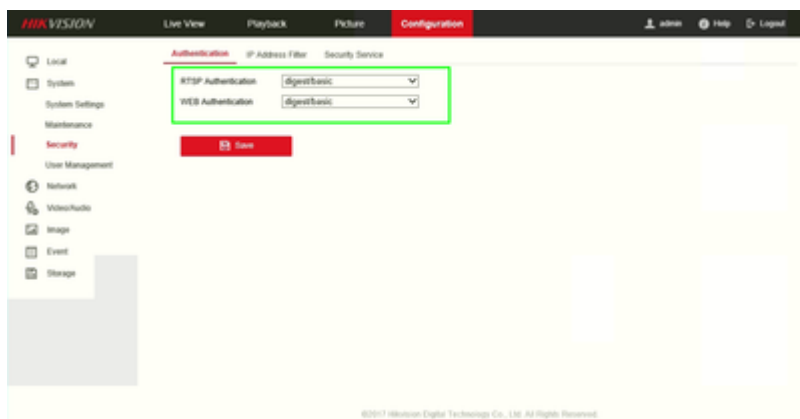 HIKVISION Live View Playback Picture Configuration admin Help Logout
Local
System
System Settings
Maintenance
Security
User Management
Network
Video/Audio
Image
Event
Storage
Authentication IP Address Filter Security Service
RTSP Authentication digest/basic
WEB Authentication digest/basic
Save
©2017 Hikvision Digital Technology Co., Ltd. All Rights Reserved.